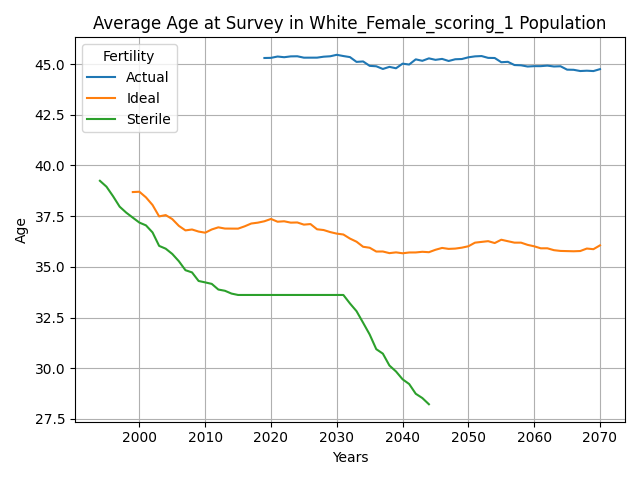 Average Age at Survey in White_Female_scoring_1 Population
Fertility
Actual
Ideal
Sterile
Age
45.0
42.5
40.0
37.5
35.0
32.5
30.0
27.5
2000 2010 2020 2030 2040 2050 2060 2070
Years